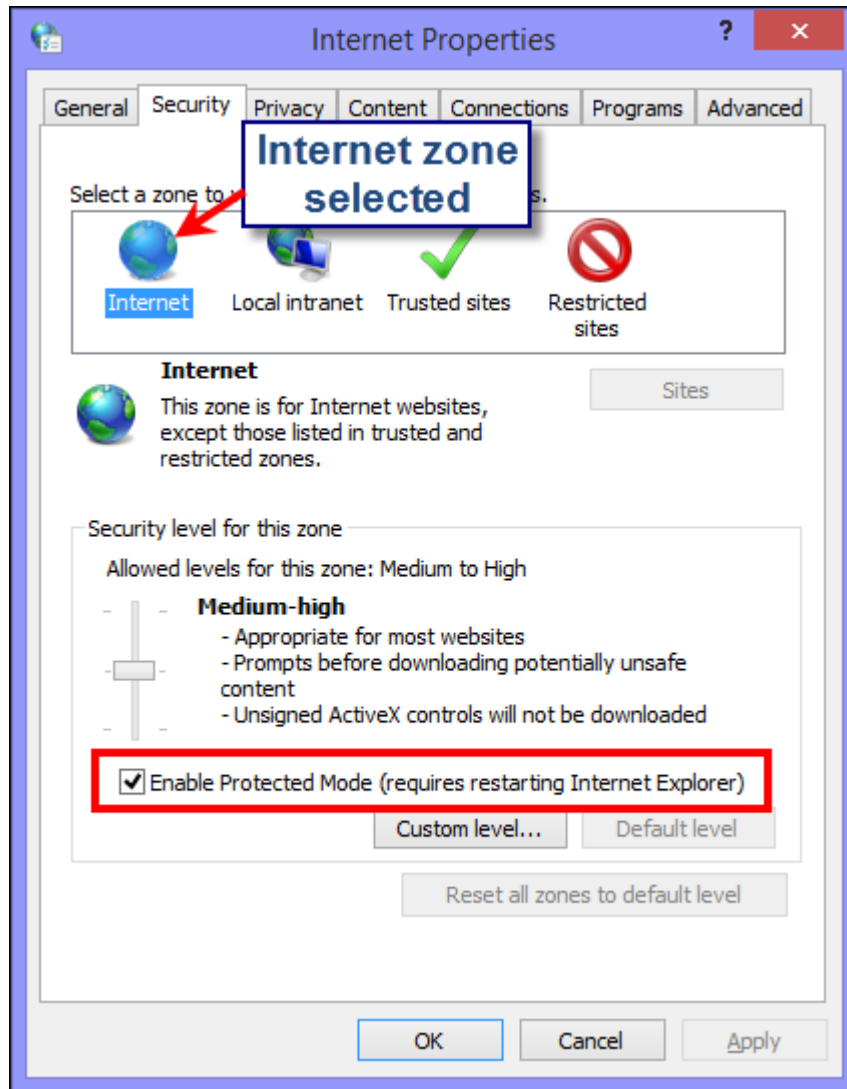 Internet Properties
?
General Security Privacy Content Connections Programs Advanced
Internet zone
selected
Select a zone to
Internet Local intranet Trusted sites Restricted
sites
Internet
Sites
This zone is for Internet websites,
except those listed in trusted and
restricted zones.
Security level for this zone
Allowed levels for this zone: Medium to High
Medium-high
- Appropriate for most websites
- Prompts before downloading potentially unsafe
content
- Unsigned ActiveX controls will not be downloaded
Enable Protected Mode (requires restarting Internet Explorer)
Custom level... Default level
Reset all zones to default level
OK Cancel Apply